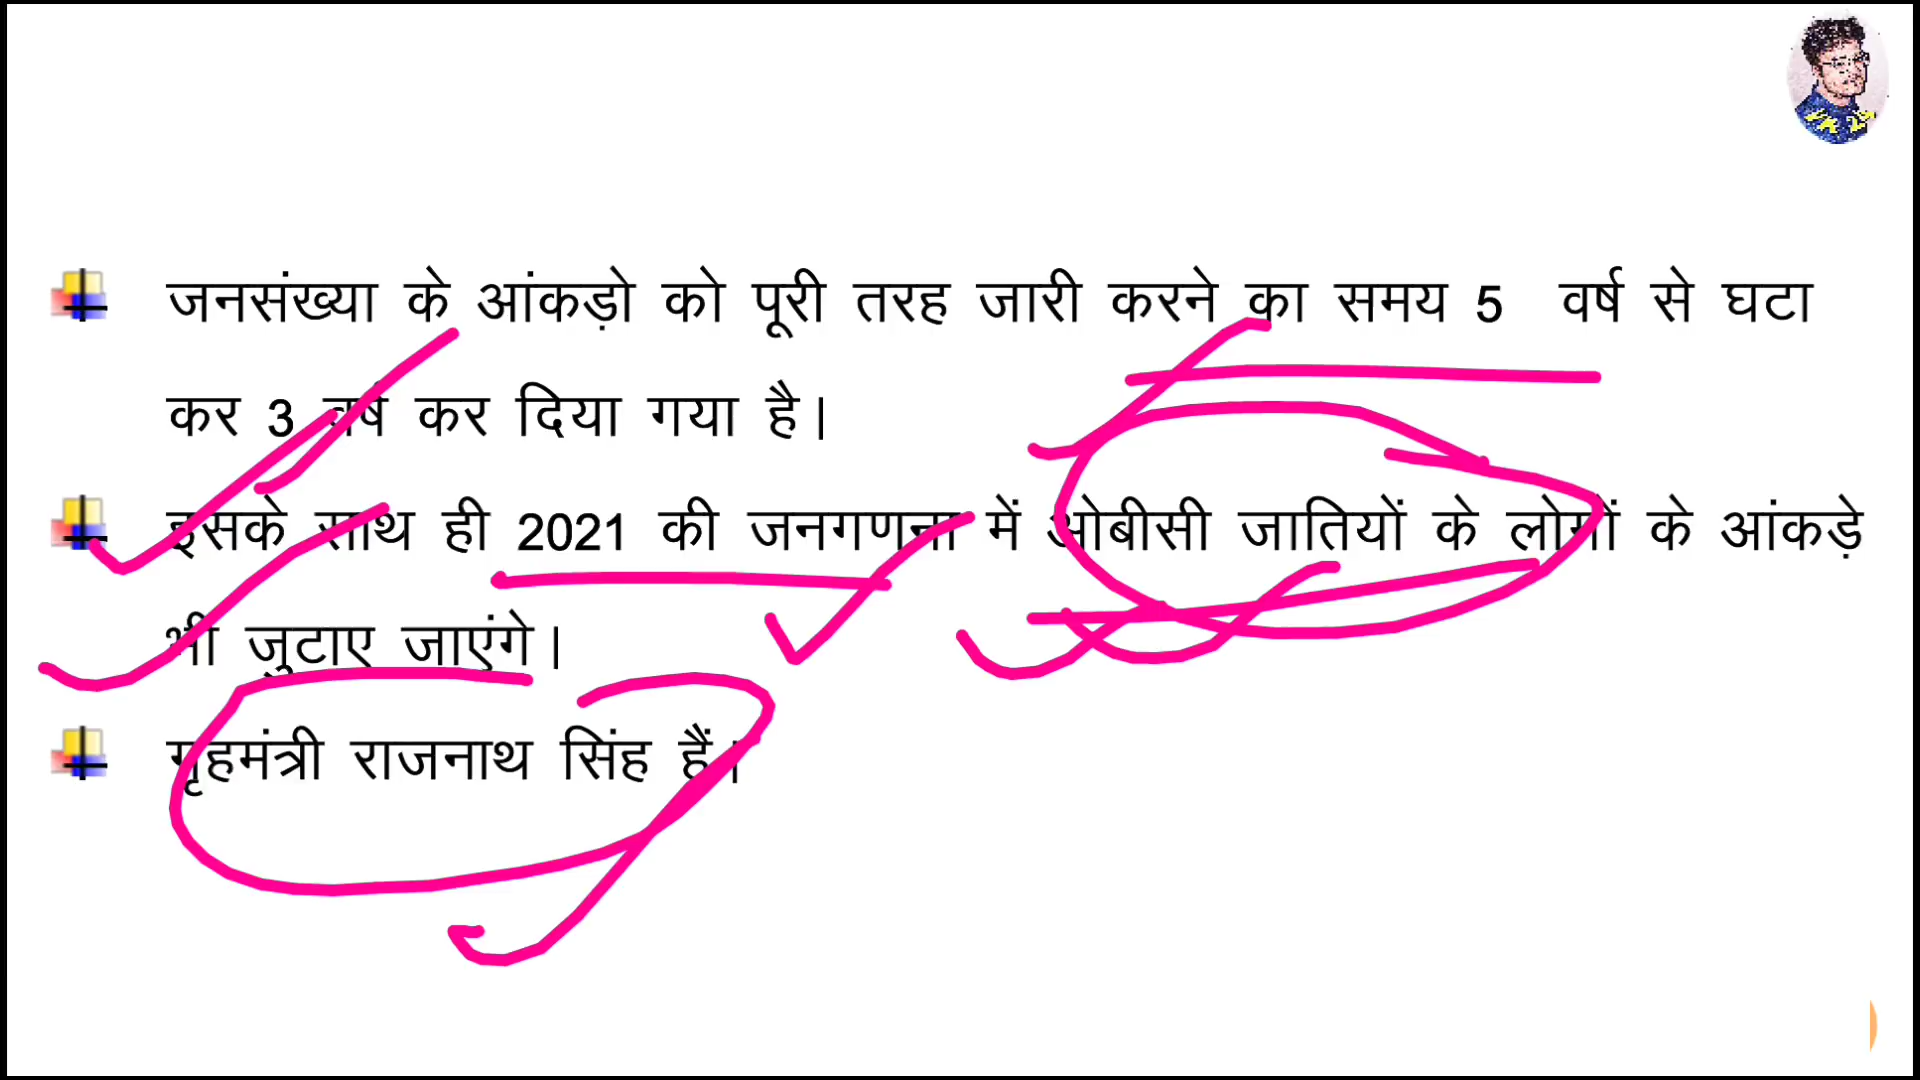 जनसंख्या के आंकड़ो को पूरी तरह जारी करने का समय 5 वर्ष से घटा
कर 3 वर्ष कर दिया गया है।
इसके साथ ही 2021 की जनगणना में ओबीसी जातियों के लोगों के आंकड़े
भी जुटाए जाएंगे।
गृहमंत्री राजनाथ सिंह हैं।